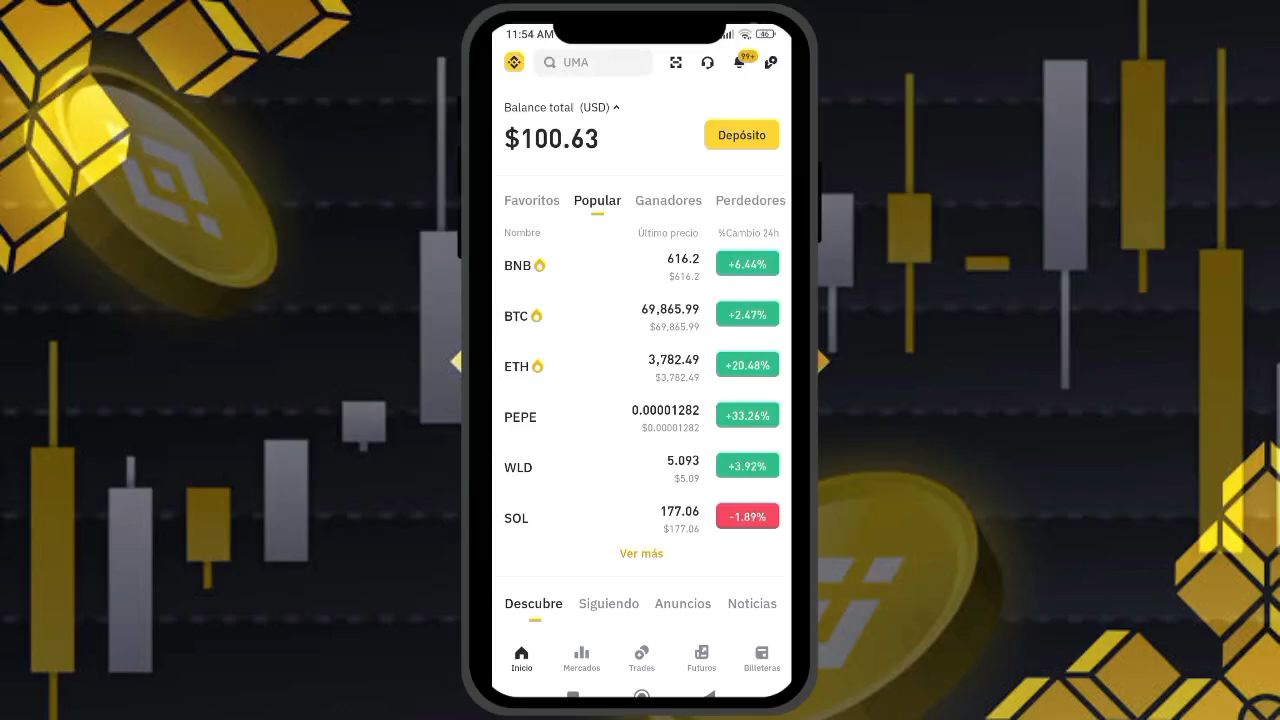 11:54 AM 46
UMA 99+
Balance total (USD)
$100.63 Depósito
Favoritos Popular Ganadores Perdedores
Nombre Último precio %Cambio 24h
BNB 616.2 +6.44%
$616.2
BTC 69,865.99 +2.47%
$69,865.99
ETH 3,782.49 +20.48%
$3,782.49
PEPE 0.00001282 +33.26%
$0.00001282
WLD 5.093 +3.92%
$5.09
SOL 177.06 -1.89%
$177.06
Ver más
Descubre Siguiendo Anuncios Noticias
Inicio Mercados Trades Futuros Billeteras